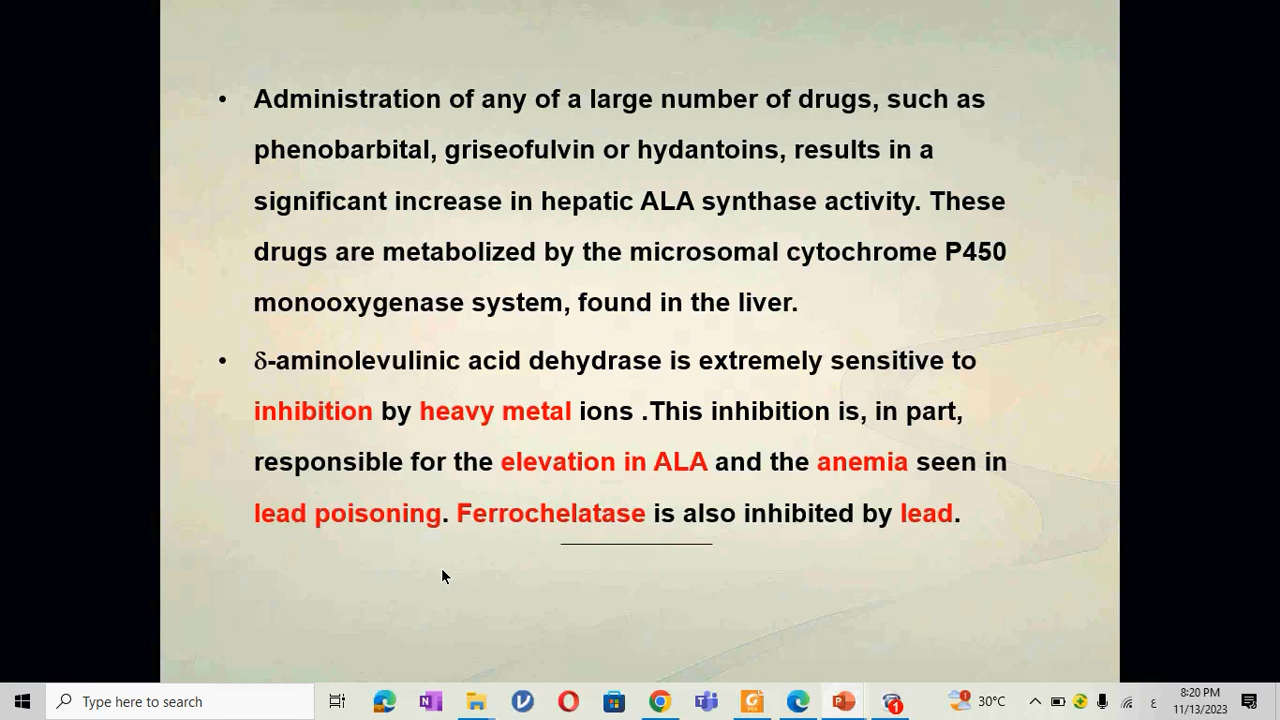 • Administration of any of a large number of drugs, such as
phenobarbital, griseofulvin or hydantoins, results in a
significant increase in hepatic ALA synthase activity. These
drugs are metabolized by the microsomal cytochrome P450
monooxygenase system, found in the liver.
• δ-aminolevulinic acid dehydrase is extremely sensitive to
inhibition by heavy metal ions .This inhibition is, in part,
responsible for the elevation in ALA and the anemia seen in
lead poisoning. Ferrochelatase is also inhibited by lead.
Type here to search
30°C
ع
8:20 PM
11/13/2023